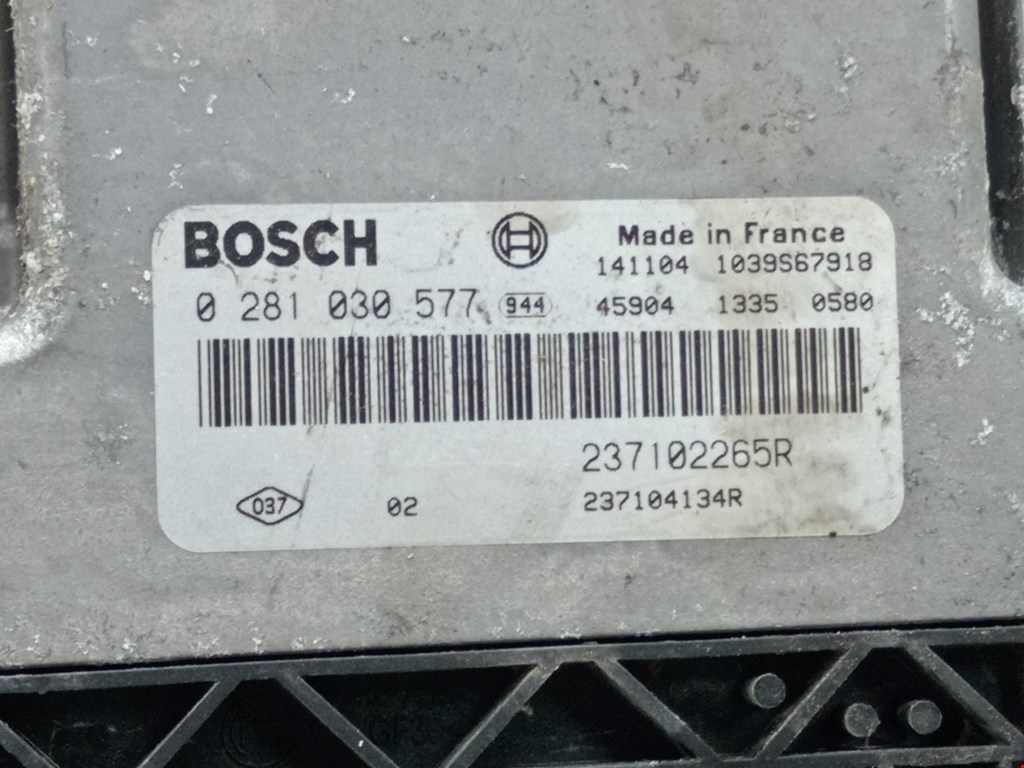 BOSCH
Made in France
141104 1039S67918
0 281 030 577 944 45904 1335 0580
237102265R
037 02 237104134R